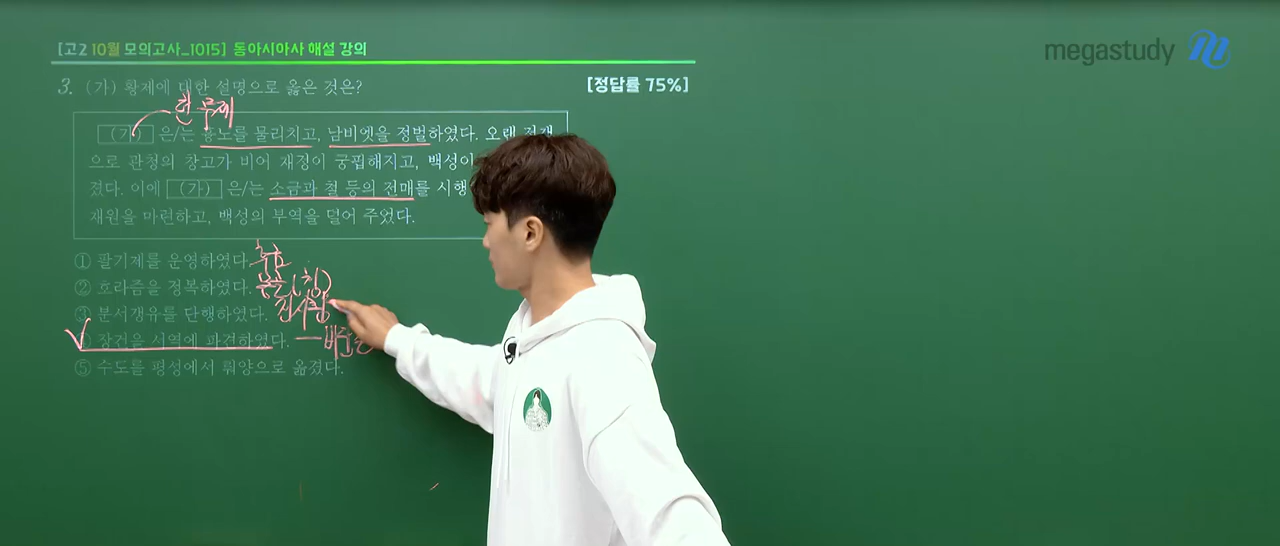 [고2 10월 모의고사_1015] 동아시아사 해설 강의
megastudy
3. (가) 황제에 대한 설명으로 옳은 것은?
[정답률 75%]
한 무제
(가) 은/는 흉노를 물리치고, 남비엣을 정벌하였다. 오랜 전쟁
으로 관청의 창고가 비어 재정이 궁핍해지고, 백성이
졌다. 이에 (가) 은/는 소금과 철 등의 전매를 시행
재원을 마련하고, 백성의 부역을 덜어 주었다.
① 팔기제를 운영하였다.
② 호라즘을 정복하였다. 몽골(칭)
③ 분서갱유를 단행하였다. 진시황
④ 장건을 서역에 파견하였다.
⑤ 수도를 평성에서 뤄양으로 옮겼다.